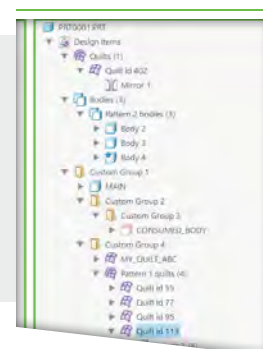 PRT0001.PRT
Design Items
Quilts (1)
Quilt id 402
Mirror 1
Bodies (3)
Pattern 2 bodies (3)
Body 2
Body 3
Body 4
Custom Group 1
MAIN
Custom Group 2
Custom Group 3
CONSUMED_BODY
Custom Group 4
MY_QUILT_ABC
Pattern 1 quilts (4)
Quilt id 59
Quilt id 77
Quilt id 95
Quilt id 113